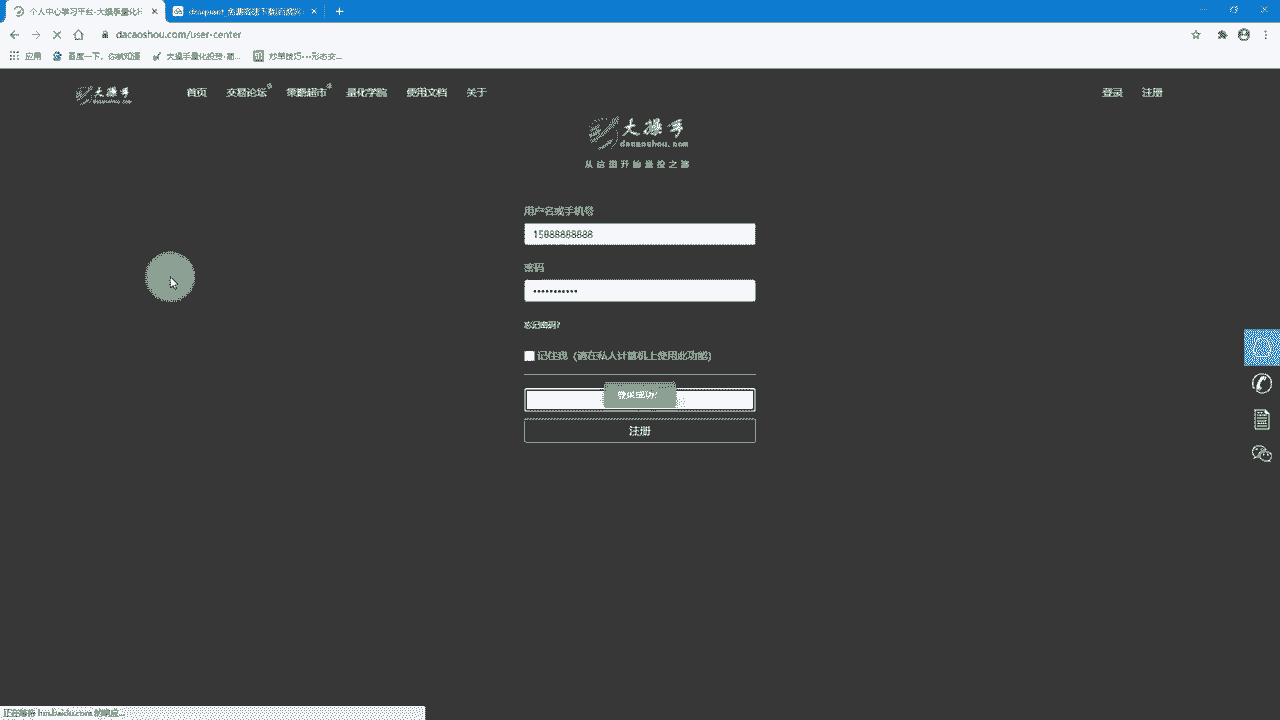 个人中心学习平台-大操手量化
dacaoshou.com/user-center
应用
百度一下，你就知道
大操手量化投资-期...
炒单技巧---形态交...
大操手
dacaoshou.com
首页
交易论坛
策略超市
量化学院
使用文档
关于
登录
注册
大操手
dacaoshou.com
从这里开始量投之路
用户名或手机号
15888888888
密码
忘记密码?
记住我（请在私人计算机上使用此功能）
登录成功!
注册
正在等待 hm.baidu.com 的响应...